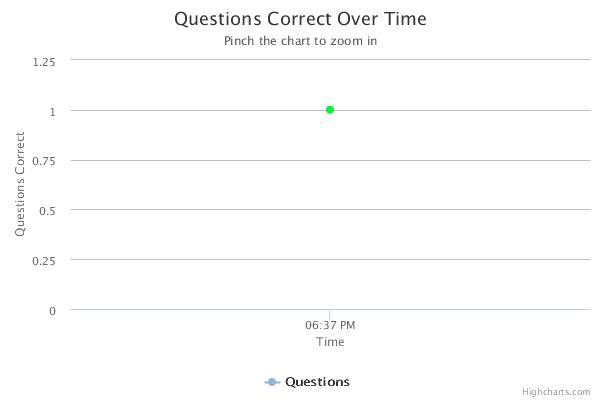 Questions Correct Over Time
Pinch the chart to zoom in
Questions Correct
1.25
1
0.75
0.5
0.25
0
06:37 PM
Time
Questions
Highcharts.com